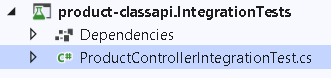 product-classapi.IntegrationTests
Dependencies
C# ProductControllerIntegrationTest.cs